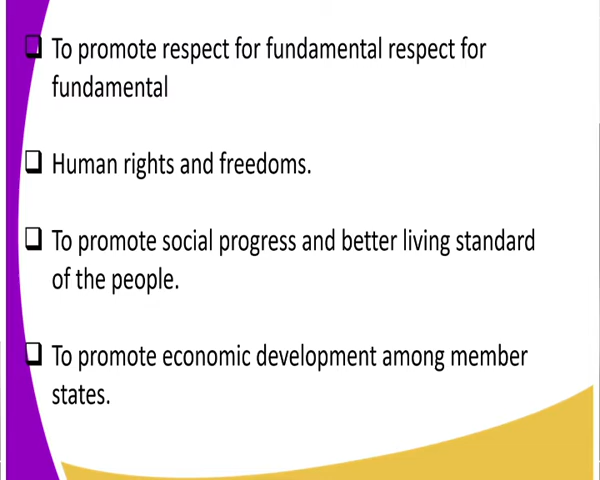 To promote respect for fundamental respect for
fundamental
Human rights and freedoms.
To promote social progress and better living standard
of the people.
To promote economic development among member
states.